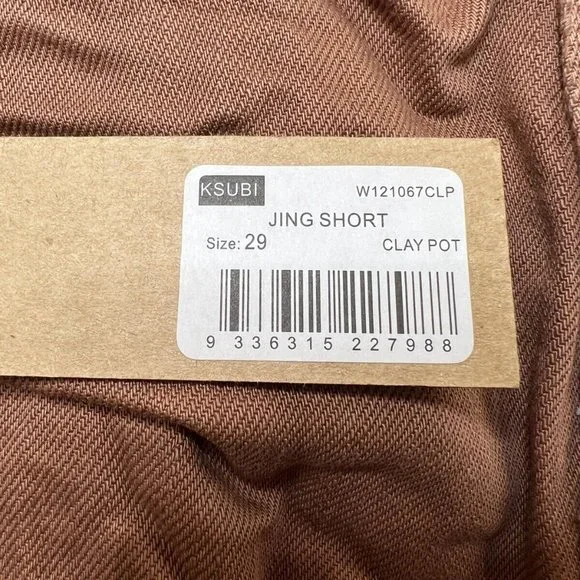 KSUBI W121067CLP
JING SHORT
Size: 29 CLAY POT
9 336315 227988